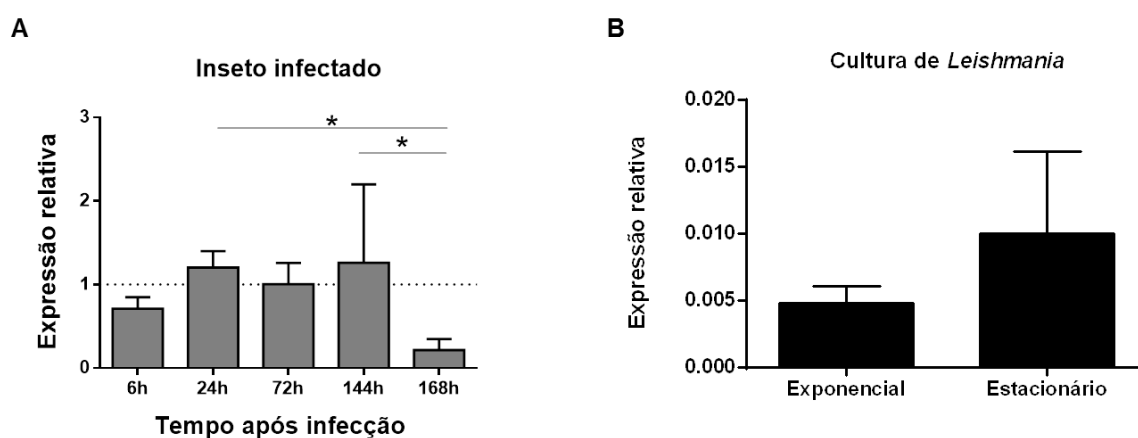 A
Inseto infectado
Expressão relativa
3
2
1
0
*
*
6h 24h 72h 144h 168h
Tempo após infecção
B
Cultura de Leishmania
Expressão relativa
0.020
0.015
0.010
0.005
0.000
Exponencial Estacionário